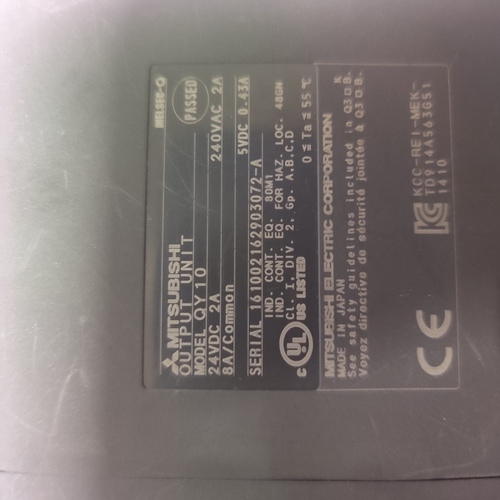 MELSEC-Q
PASSED
MITSUBISHI
OUTPUT UNIT
MODEL QY10
24VDC 2A 240VAC 2A
8A/Common 5VDC 0.43A
SERIAL 161002162903072-A
IND. CONT. EQ. 80M1
IND. CONT. EQ. FOR HAZ. LOC. 48GM
Cl. I, DIV. 2, Gp. A.B.C.D
0≦Ta≦55℃
C UL US LISTED
MITSUBISHI ELECTRIC CORPORATION K
MADE IN JAPAN
See safety guidelines included in Q3□B.
Voyez directive de sécurité jointée à Q3□B.
CE
KCC-REI-MEK-
TD914A563G51
1410